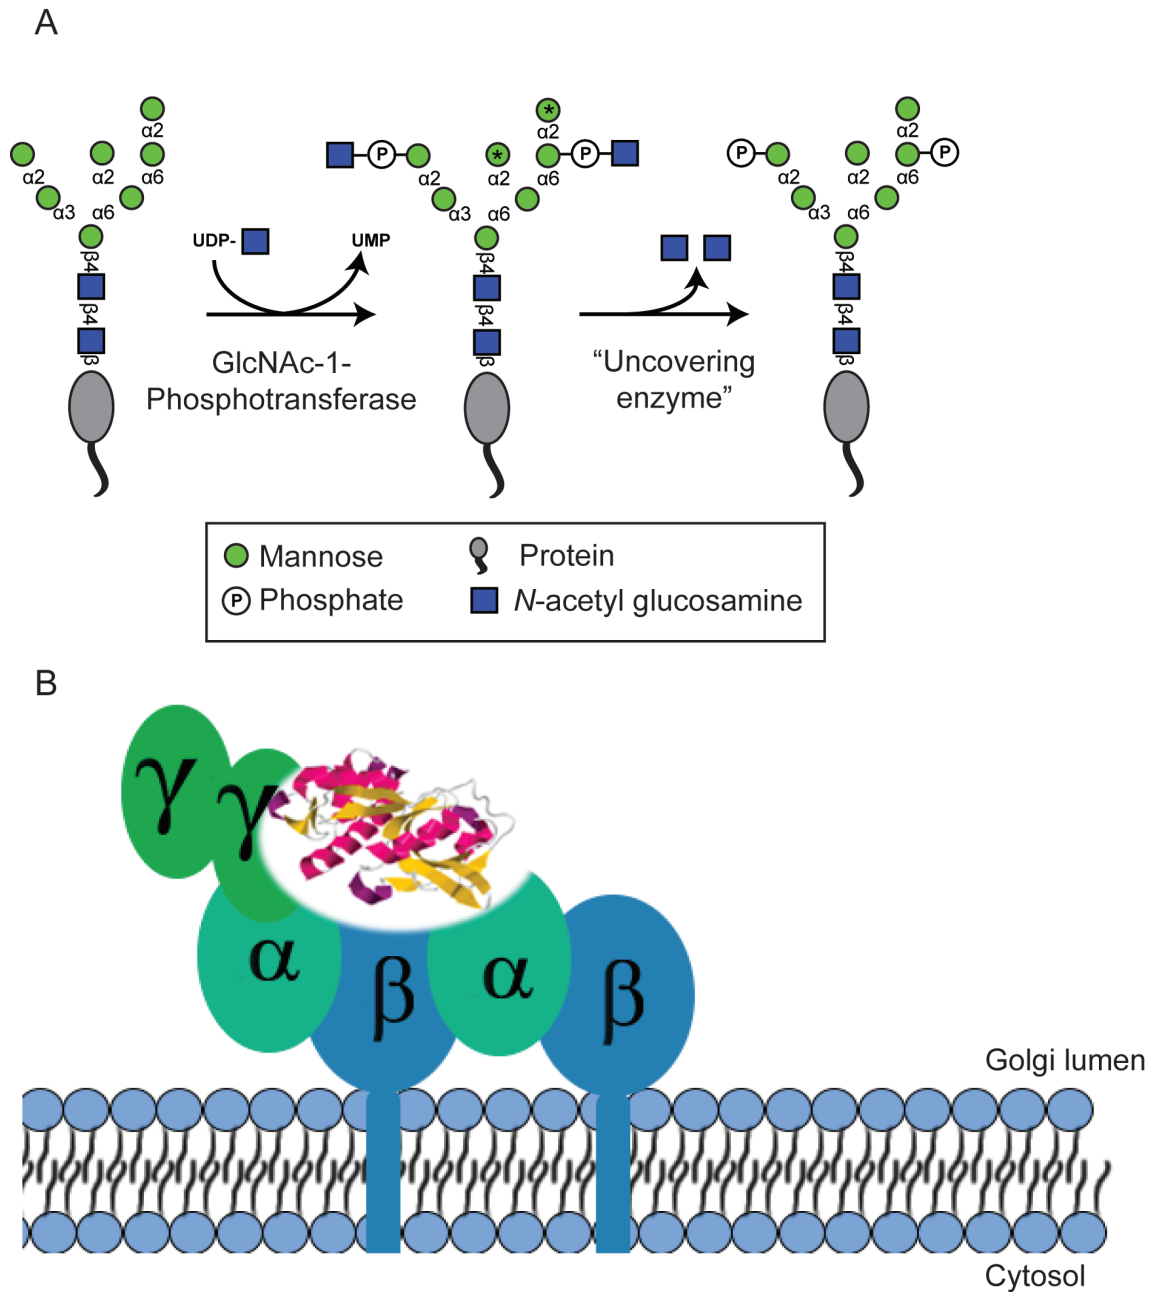 A
α2
α2 α2 α6
α3 α6
β4
β4
β
UDP-
UMP
GlcNAc-1-
Phosphotransferase
*
α2
P * P
α2 α2 α6
α3 α6
β4
β4
β
“Uncovering
enzyme”
α2
P P
α2 α2 α6
α3 α6
β4
β4
β
Mannose
Protein
P Phosphate
N-acetyl glucosamine
B
γ
γ
α
β
α
β
Golgi lumen
Cytosol